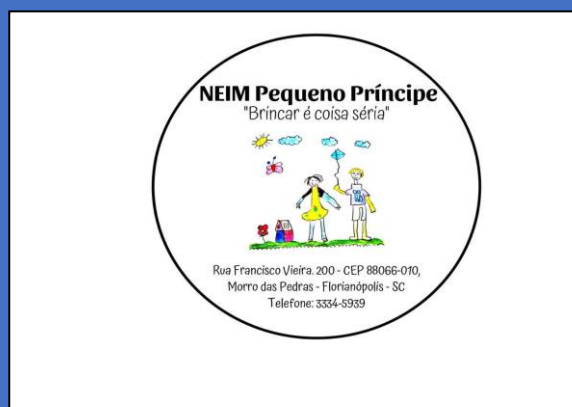 NEIM Pequeno Príncipe
"Brincar é coisa séria"
Rua Francisco Vieira. 200 - CEP 88066-010,
Morro das Pedras - Florianópolis - SC
Telefone: 3334-5939